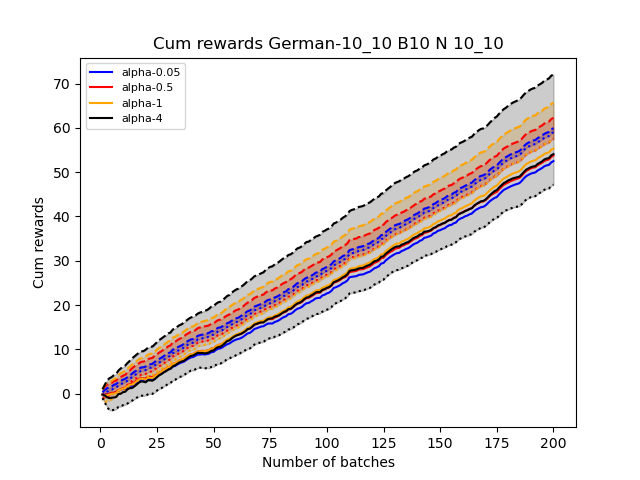 Cum rewards German-10_10 B10 N 10_10
alpha-0.05
alpha-0.5
alpha-1
alpha-4
70
60
50
40
30
20
10
0
Cum rewards
0 25 50 75 100 125 150 175 200
Number of batches